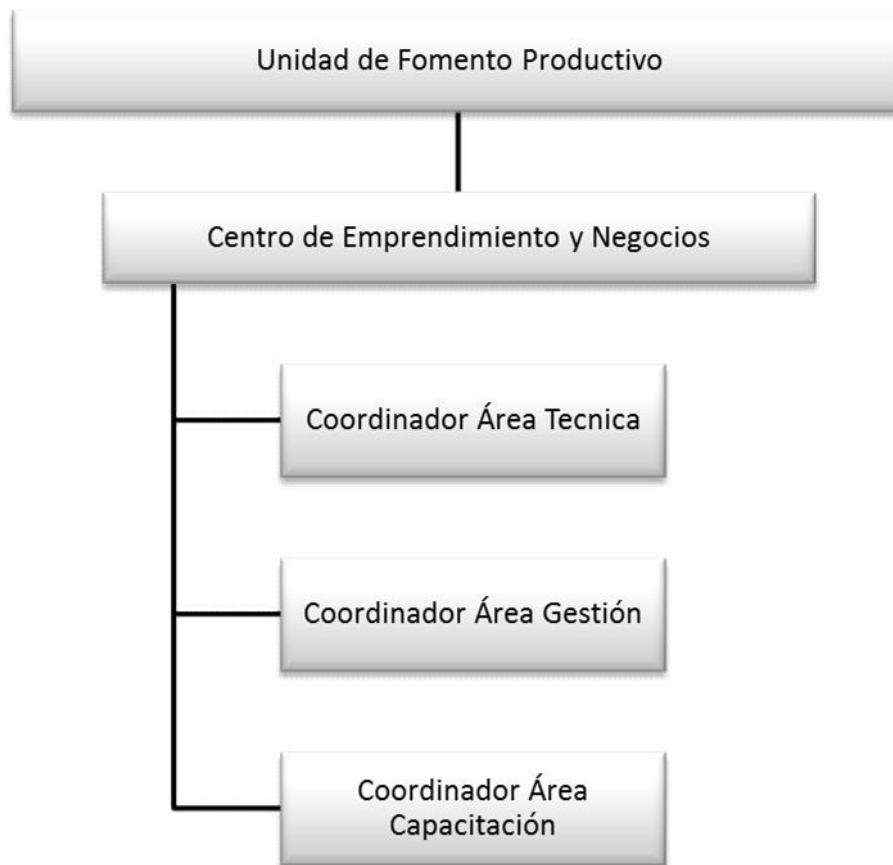 Unidad de Fomento Productivo
Centro de Emprendimiento y Negocios
Coordinador Área Tecnica
Coordinador Área Gestión
Coordinador Área
Capacitación